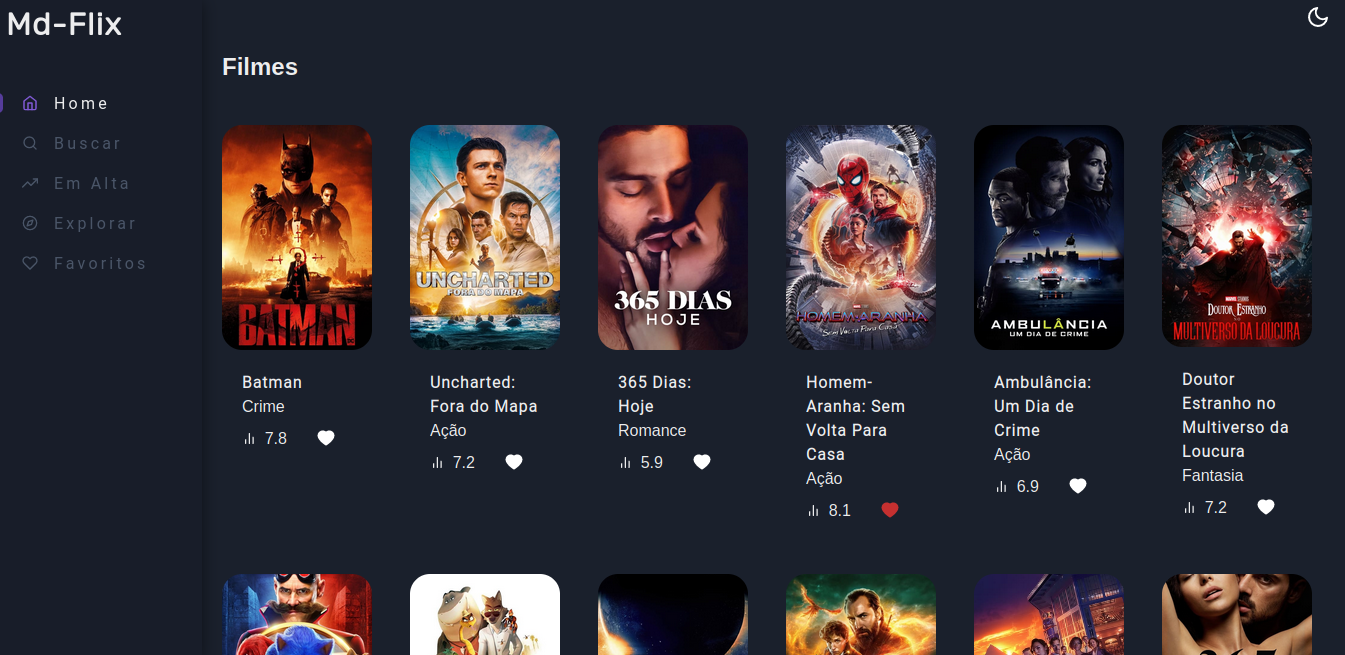 Md-Flix
Home
Buscar
Em Alta
Explorar
Favoritos
Filmes
BATMAN
UNCHARTED
FORA DO MAPA
365 DIAS
HOJE
HOMEM-ARANHA
Sem Volta Para Casa
AMBULÂNCIA
UM DIA DE CRIME
MARVEL STUDIOS
DOUTOR ESTRANHO
MULTIVERSO DA LOUCURA
Batman
Crime
7.8
Uncharted:
Fora do Mapa
Ação
7.2
365 Dias:
Hoje
Romance
5.9
Homem-
Aranha: Sem
Volta Para
Casa
Ação
8.1
Ambulância:
Um Dia de
Crime
Ação
6.9
Doutor
Estranho no
Multiverso da
Loucura
Fantasia
7.2